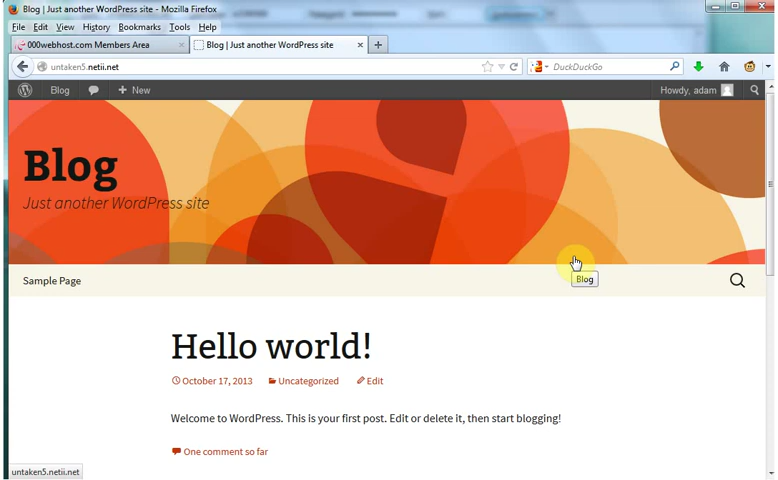 Blog | Just another WordPress site - Mozilla Firefox
File Edit View History Bookmarks Tools Help
000webhost.com Members Area
Blog | Just another WordPress site
untaken5.netii.net
DuckDuckGo
Blog
New
Howdy, adam
Blog
Just another WordPress site
Blog
Sample Page
Hello world!
October 17, 2013 Uncategorized Edit
Welcome to WordPress. This is your first post. Edit or delete it, then start blogging!
One comment so far
untaken5.netii.net